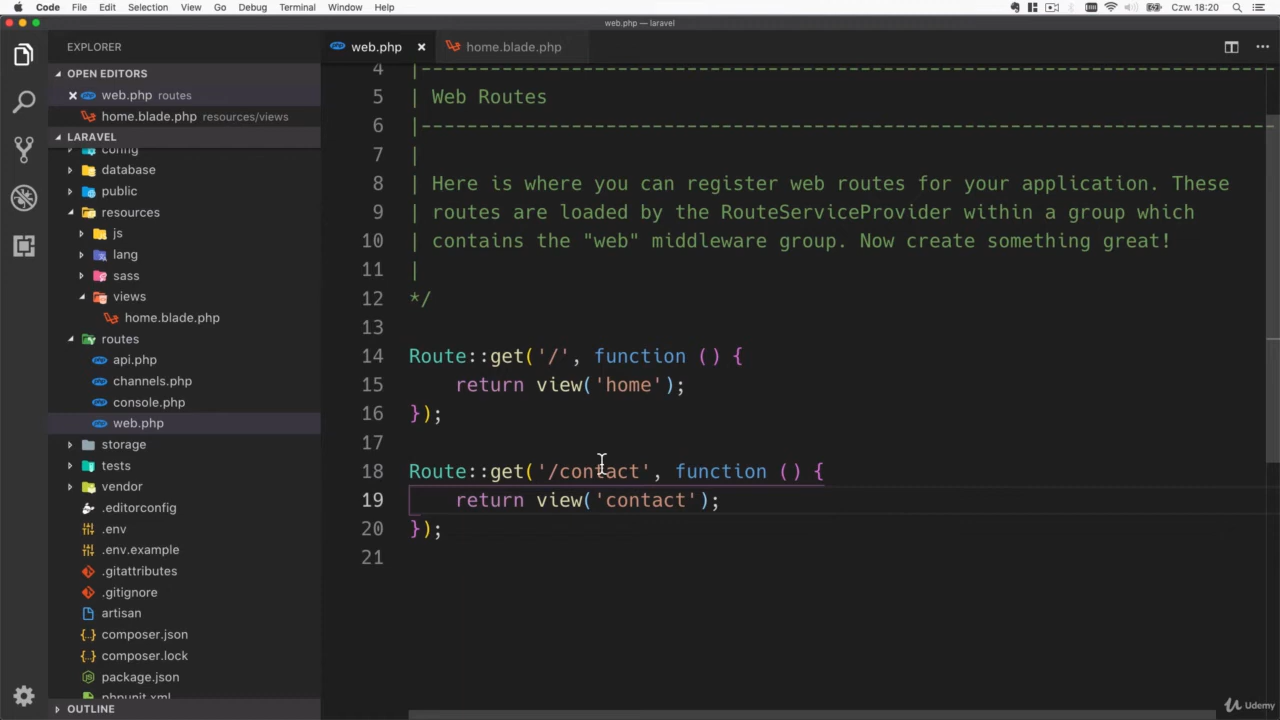 Code File Edit Selection View Go Debug Terminal Window Help Czw. 18:20
web.php — laravel
EXPLORER
web.php
home.blade.php
OPEN EDITORS
web.php routes
home.blade.php resources/views
LARAVEL
config
database
public
resources
js
lang
sass
views
home.blade.php
routes
api.php
channels.php
console.php
web.php
storage
tests
vendor
.editorconfig
.env
.env.example
.gitattributes
.gitignore
artisan
composer.json
composer.lock
package.json
phpunit.xml
OUTLINE
4 |--------------------------------------------------------------------------
5 | Web Routes
6 |--------------------------------------------------------------------------
7 |
8 | Here is where you can register web routes for your application. These
9 | routes are loaded by the RouteServiceProvider within a group which
10 | contains the "web" middleware group. Now create something great!
11 |
12 */
13
14 Route::get('/', function () {
15     return view('home');
16 });
17
18 Route::get('/contact', function () {
19     return view('contact');
20 });
21
Udemy